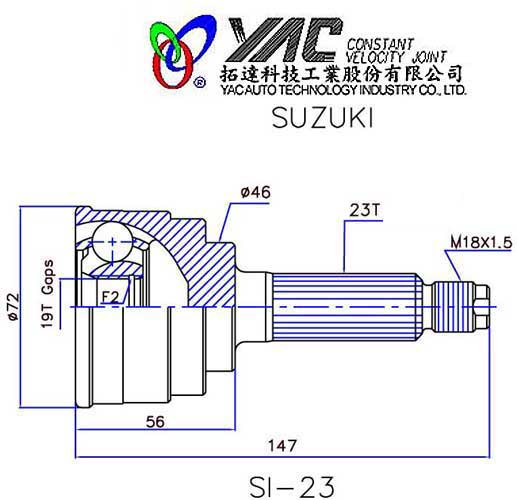 YAC CONSTANT
VELOCITY JOINT
®
拓達科技工業股份有限公司
YAC AUTO TECHNOLOGY INDUSTRY CO., LTD.
SUZUKI
ø46
23T
M18X1.5
ø72
19T Gaps
F2
56
147
SI-23